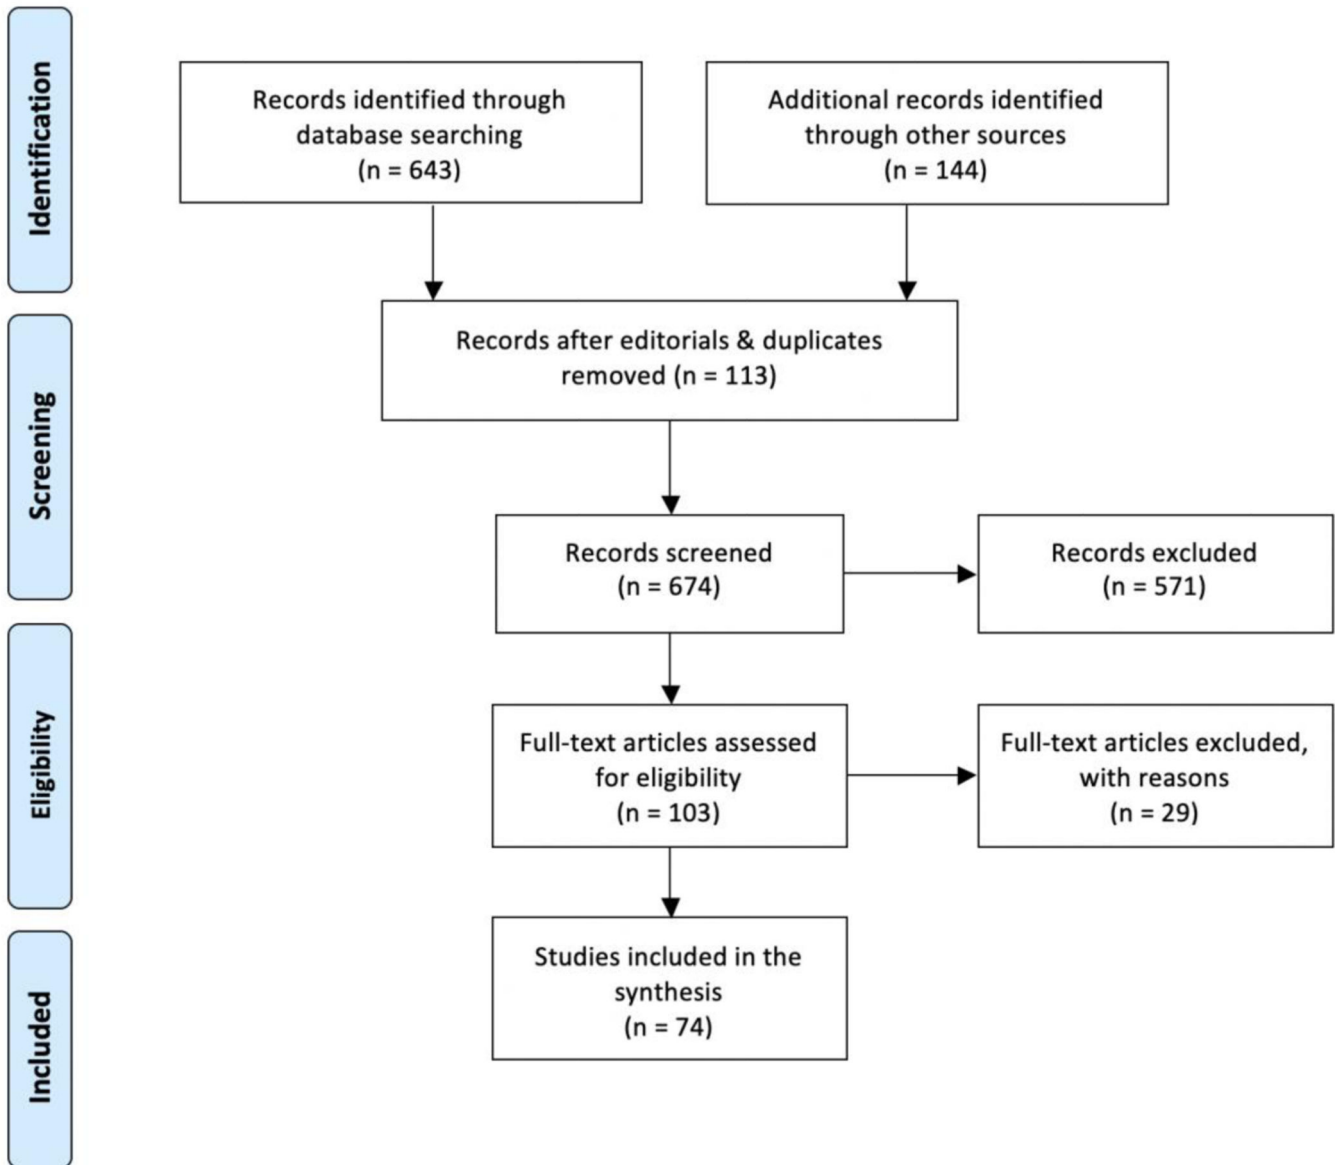 Identification
Records identified through
database searching
(n = 643)
Additional records identified
through other sources
(n = 144)
Screening
Records after editorials & duplicates
removed (n = 113)
Records screened
(n = 674)
Records excluded
(n = 571)
Eligibility
Full-text articles assessed
for eligibility
(n = 103)
Full-text articles excluded,
with reasons
(n = 29)
Included
Studies included in the
synthesis
(n = 74)